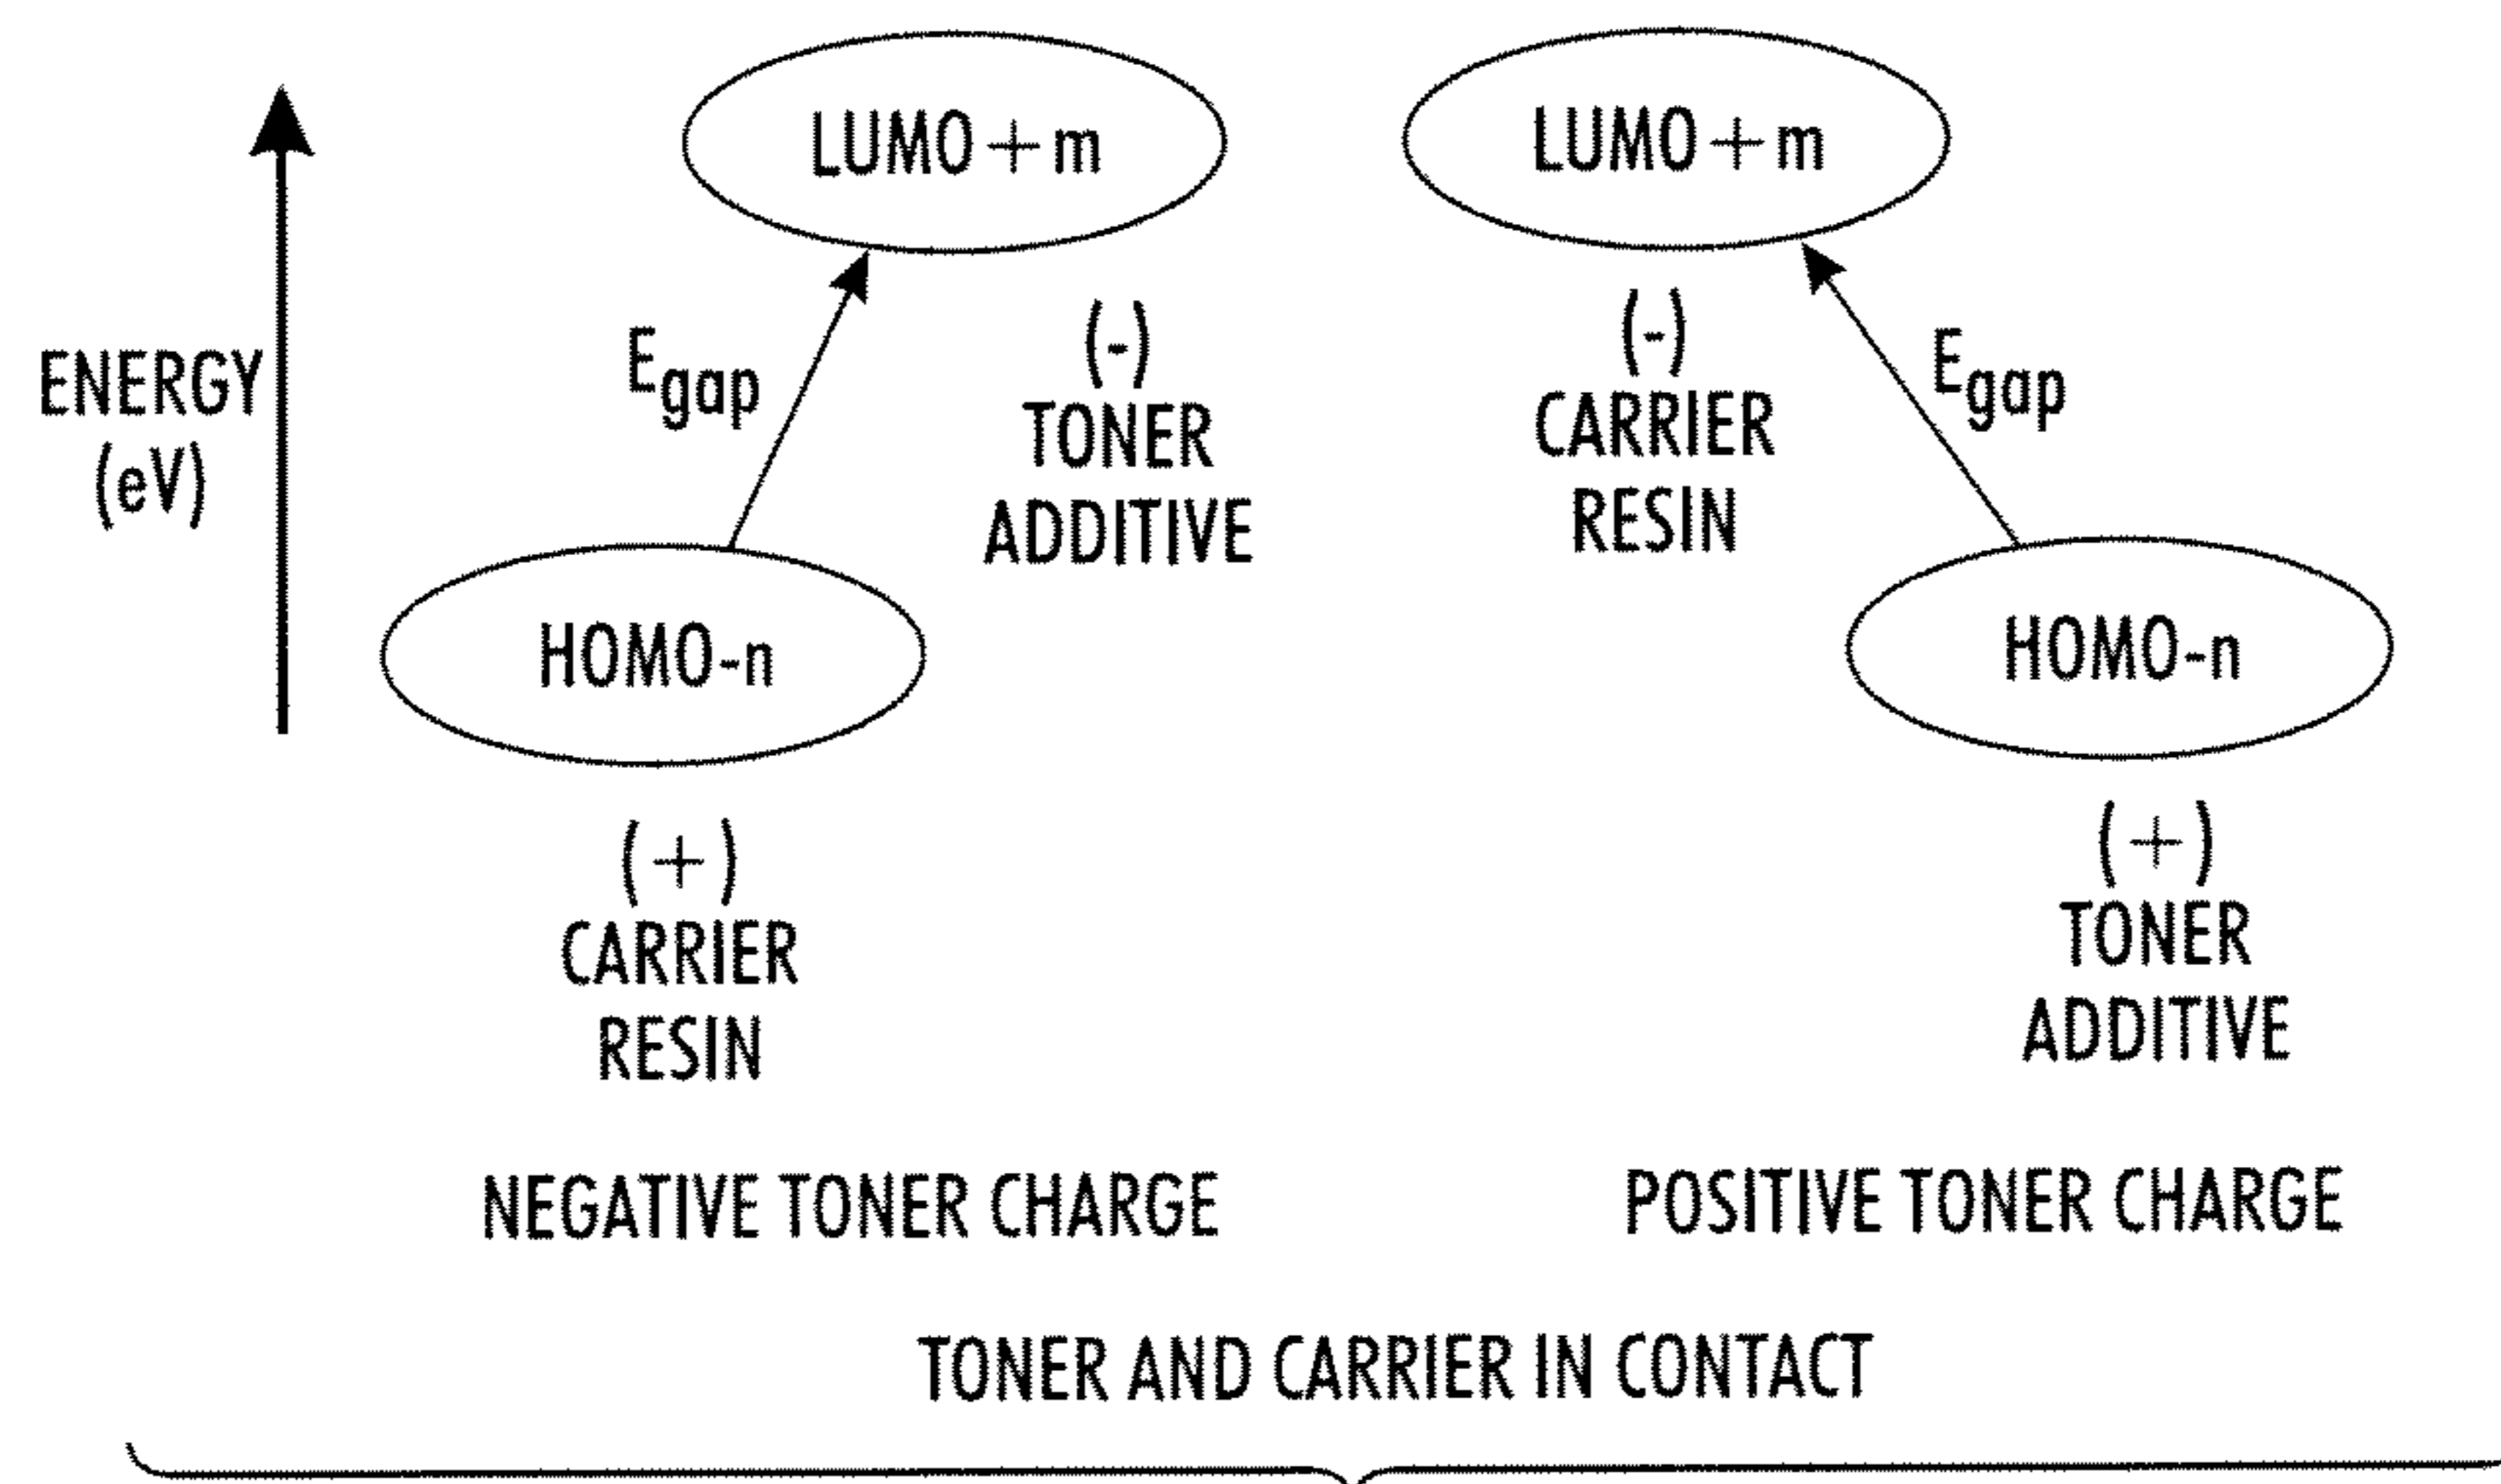 LUMO+m
LUMO+m
ENERGY
(eV)
Egap
(-)
TONER
ADDITIVE
(-)
CARRIER
RESIN
Egap
HOMO-n
HOMO-n
(+)
CARRIER
RESIN
(+)
TONER
ADDITIVE
NEGATIVE TONER CHARGE
POSITIVE TONER CHARGE
TONER AND CARRIER IN CONTACT